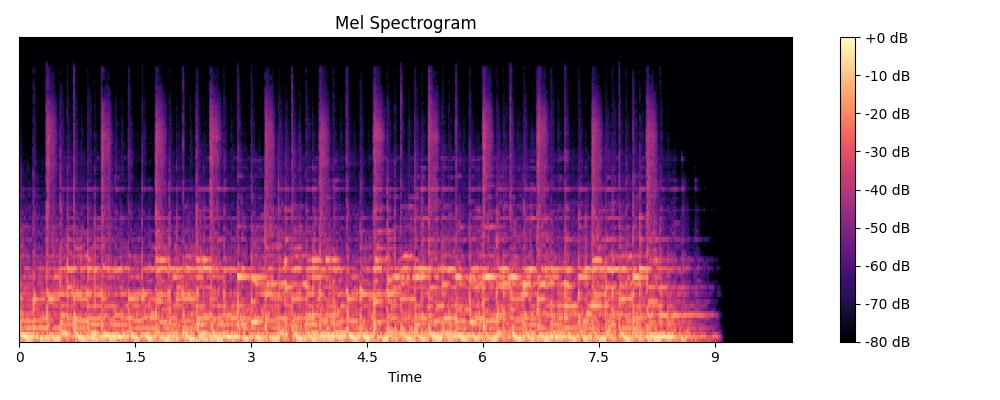 Mel Spectrogram
+0 dB
-10 dB
-20 dB
-30 dB
-40 dB
-50 dB
-60 dB
-70 dB
-80 dB
0 1.5 3 4.5 6 7.5 9
Time